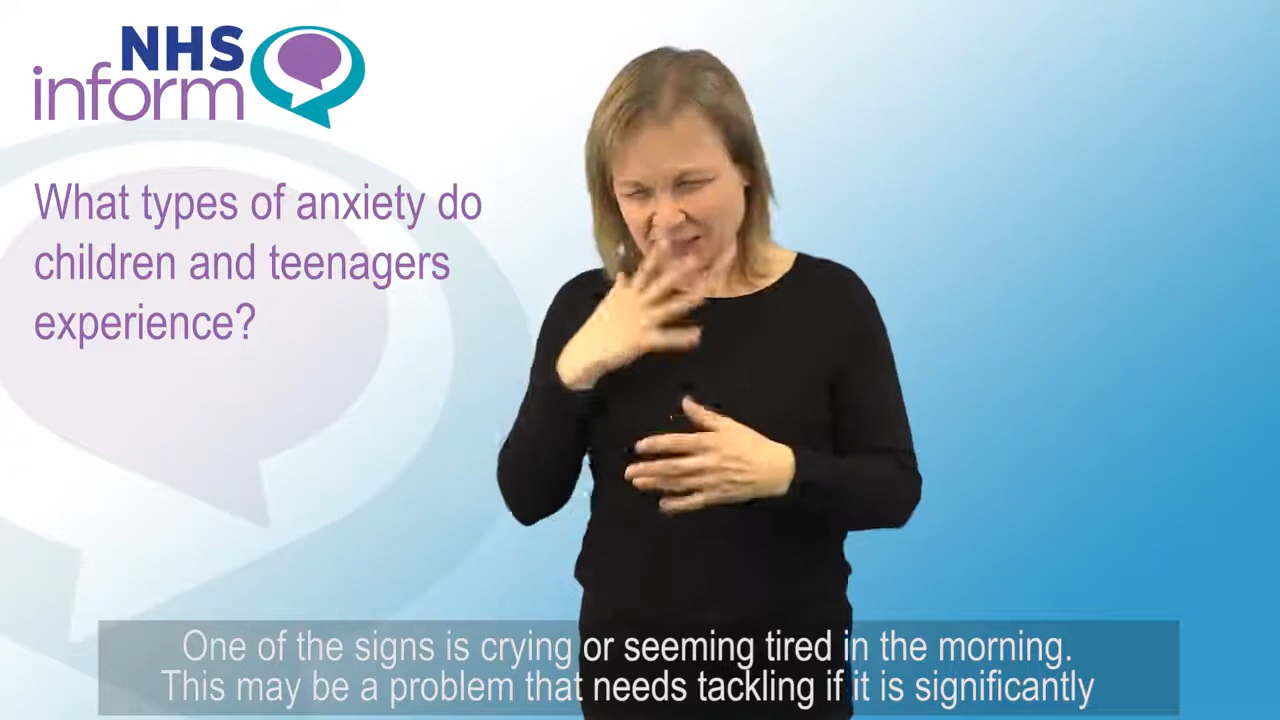 NHS
inform
What types of anxiety do
children and teenagers
experience?
One of the signs is crying or seeming tired in the morning.
This may be a problem that needs tackling if it is significantly